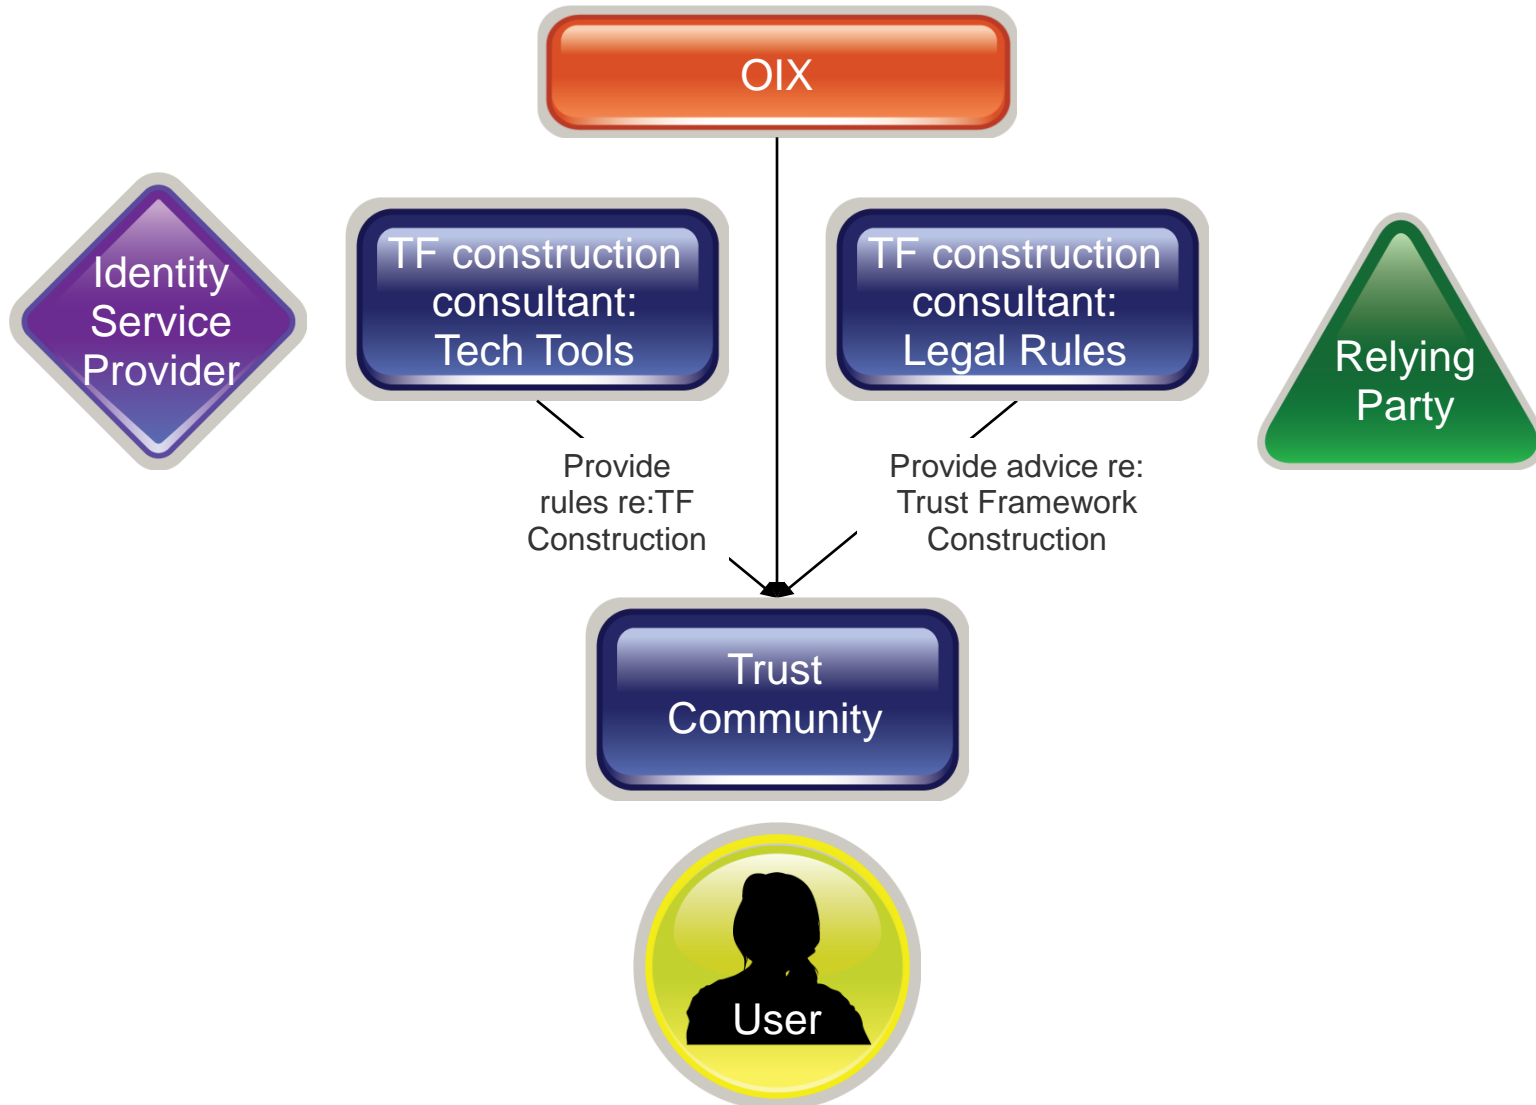 OIX
Identity
Service
Provider
TF construction
consultant:
Tech Tools
TF construction
consultant:
Legal Rules
Relying
Party
Provide
rules re:TF
Construction
Provide advice re:
Trust Framework
Construction
Trust
Community
User